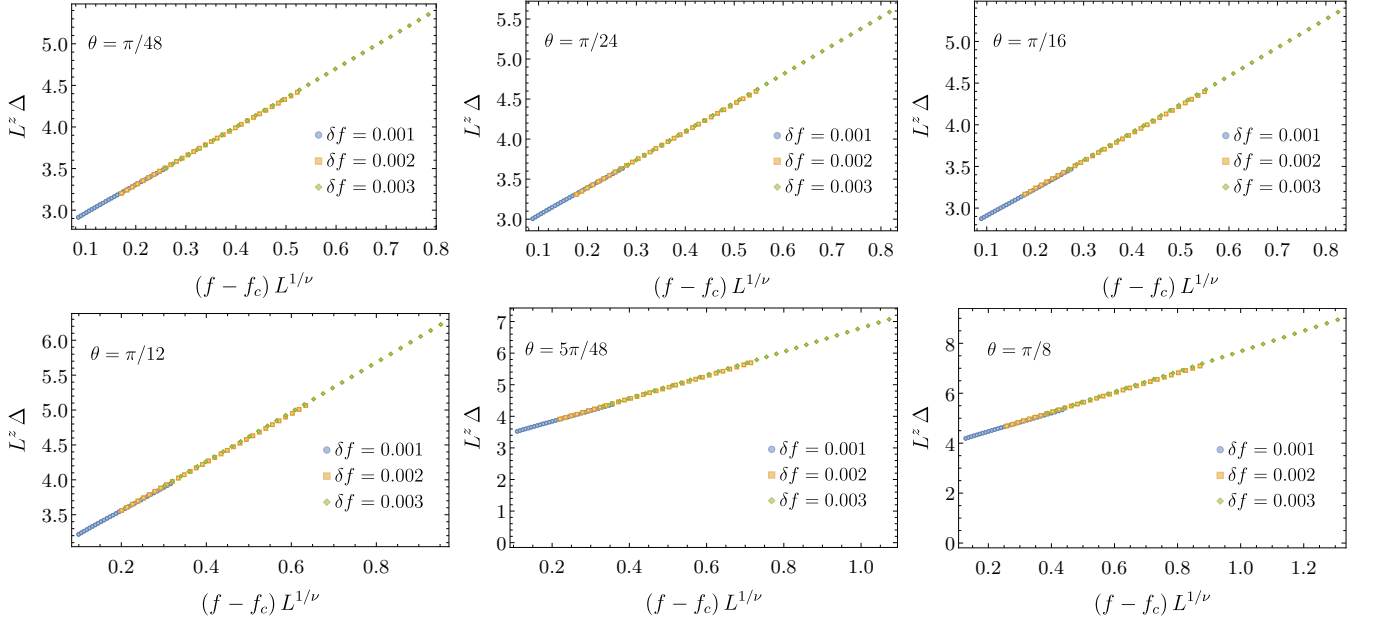 θ = π/48
L^z Δ
5.0
4.5
4.0
3.5
3.0
δf = 0.001
δf = 0.002
δf = 0.003
0.1 0.2 0.3 0.4 0.5 0.6 0.7 0.8
(f − f_c) L^{1/ν}
θ = π/24
L^z Δ
5.5
5.0
4.5
4.0
3.5
3.0
δf = 0.001
δf = 0.002
δf = 0.003
0.1 0.2 0.3 0.4 0.5 0.6 0.7 0.8
(f − f_c) L^{1/ν}
θ = π/16
L^z Δ
5.0
4.5
4.0
3.5
3.0
δf = 0.001
δf = 0.002
δf = 0.003
0.1 0.2 0.3 0.4 0.5 0.6 0.7 0.8
(f − f_c) L^{1/ν}
θ = π/12
L^z Δ
6.0
5.5
5.0
4.5
4.0
3.5
δf = 0.001
δf = 0.002
δf = 0.003
0.2 0.4 0.6 0.8
(f − f_c) L^{1/ν}
θ = 5π/48
L^z Δ
7
6
5
4
3
2
1
0
δf = 0.001
δf = 0.002
δf = 0.003
0.2 0.4 0.6 0.8 1.0
(f − f_c) L^{1/ν}
θ = π/8
L^z Δ
8
6
4
2
0
δf = 0.001
δf = 0.002
δf = 0.003
0.2 0.4 0.6 0.8 1.0 1.2
(f − f_c) L^{1/ν}